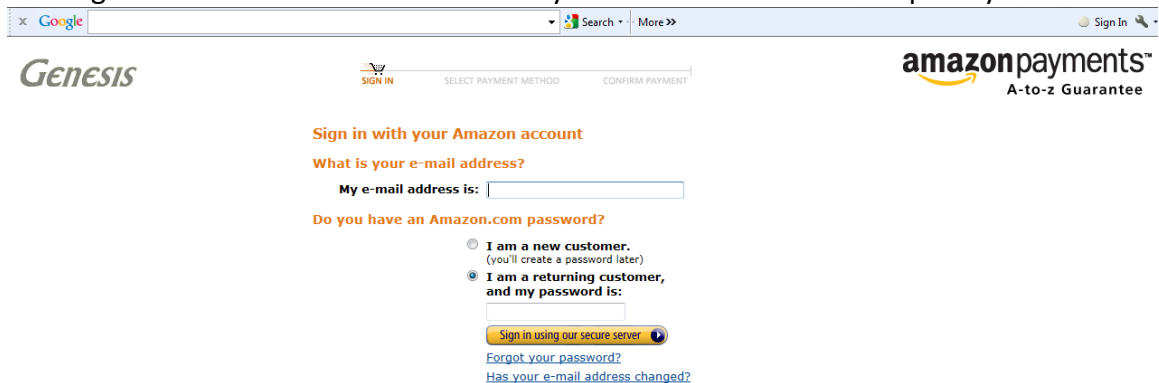 x Google Search More >>
Sign In
Genesis
SIGN IN SELECT PAYMENT METHOD CONFIRM PAYMENT
amazonpayments™
A-to-z Guarantee
Sign in with your Amazon account
What is your e-mail address?
My e-mail address is:
Do you have an Amazon.com password?
I am a new customer.
(you'll create a password later)
I am a returning customer,
and my password is:
Sign in using our secure server
Forgot your password?
Has your e-mail address changed?